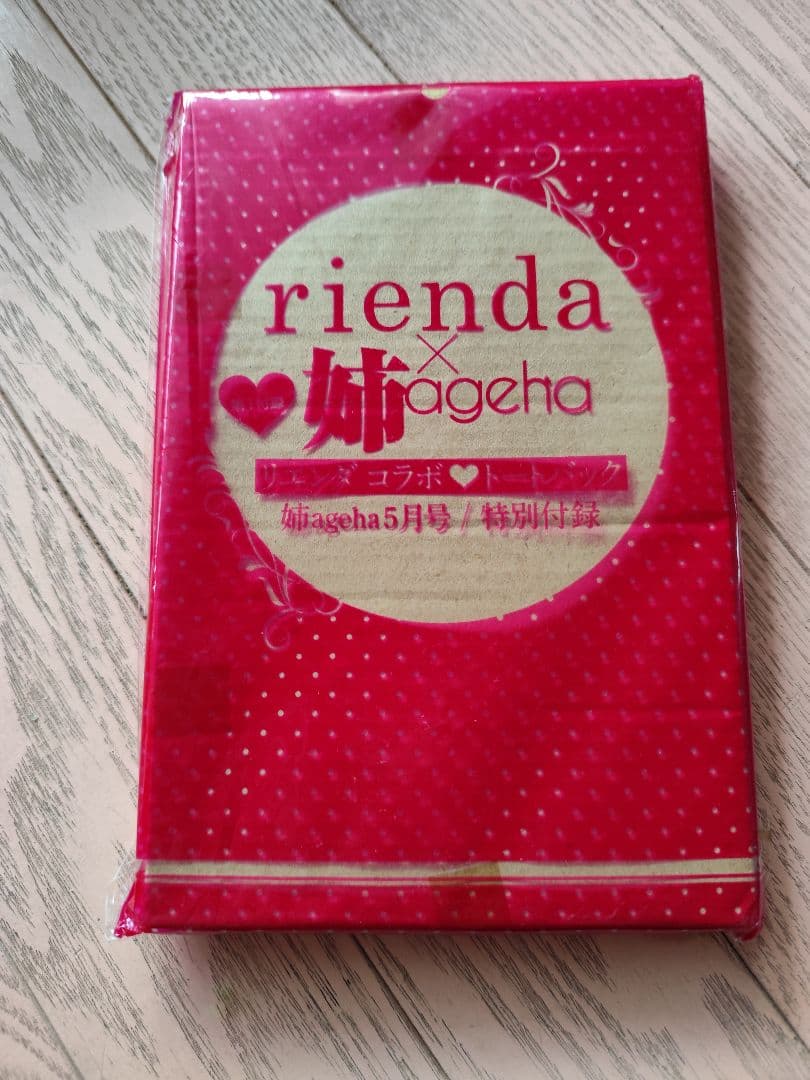 rienda
×
姉ageha
リエンダ コラボ♥トートバック
姉ageha5月号 / 特別付録